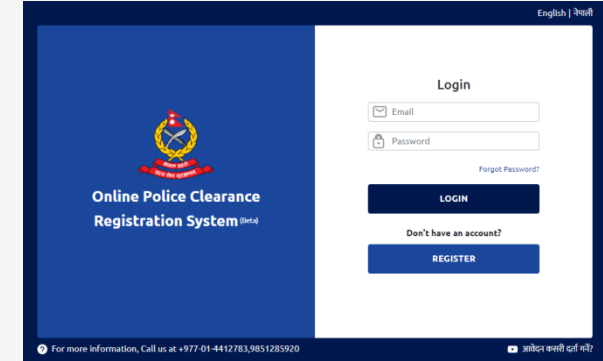 English | नेपाली
Login
Email
Password
Forgot Password?
Online Police Clearance
Registration System (Beta)
LOGIN
Don't have an account?
REGISTER
For more information, Call us at +977-01-4412783,9851285920
आवेदन कसरी दर्ता गर्ने?